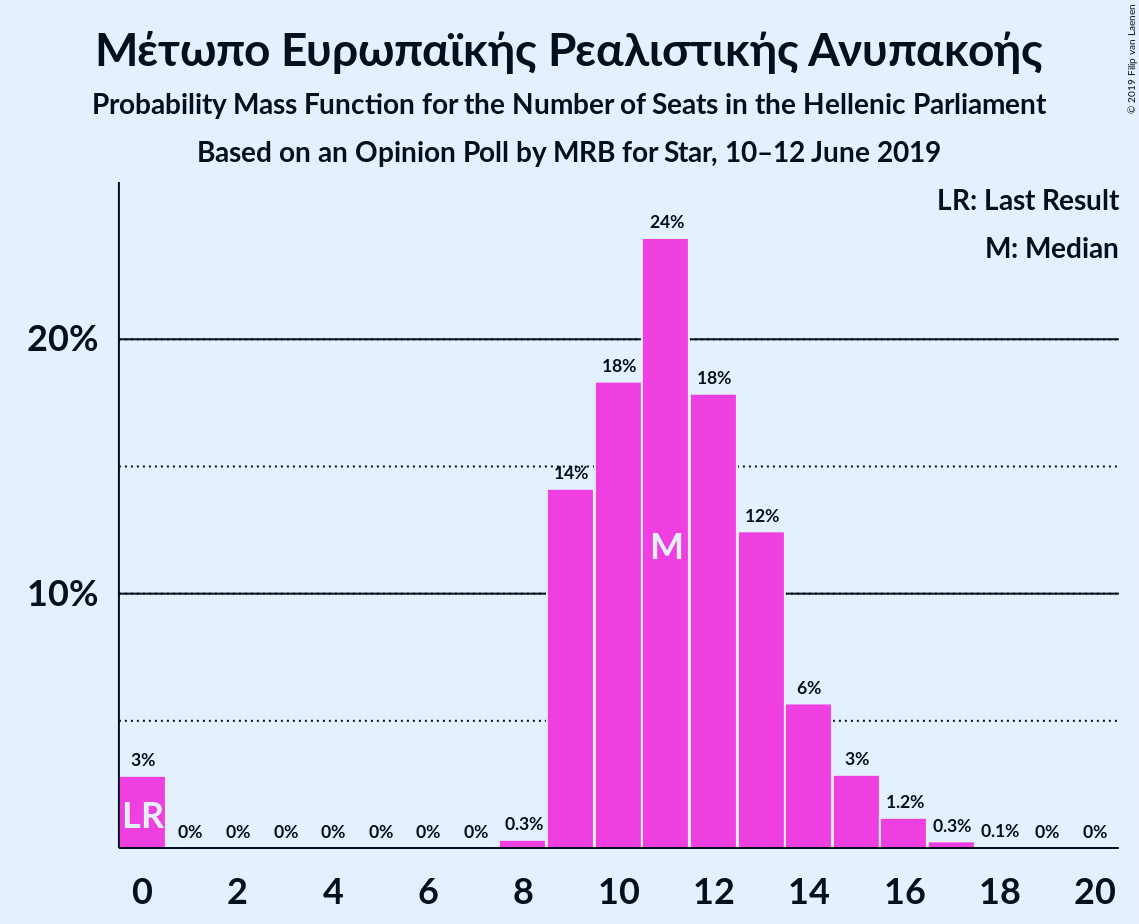 Μέτωπο Ευρωπαϊκής Ρεαλιστικής Ανυπακοής
Probability Mass Function for the Number of Seats in the Hellenic Parliament
Based on an Opinion Poll by MRB for Star, 10–12 June 2019
© 2019 Filip van Laenen
LR: Last Result
M: Median
24%
20%
18%
18%
14%
12%
M
10%
6%
3%
3%
LR
0%
0%
0%
0%
0%
0%
0%
0.3%
1.2%
0.3%
0.1%
0%
0%
0 2 4 6 8 10 12 14 16 18 20